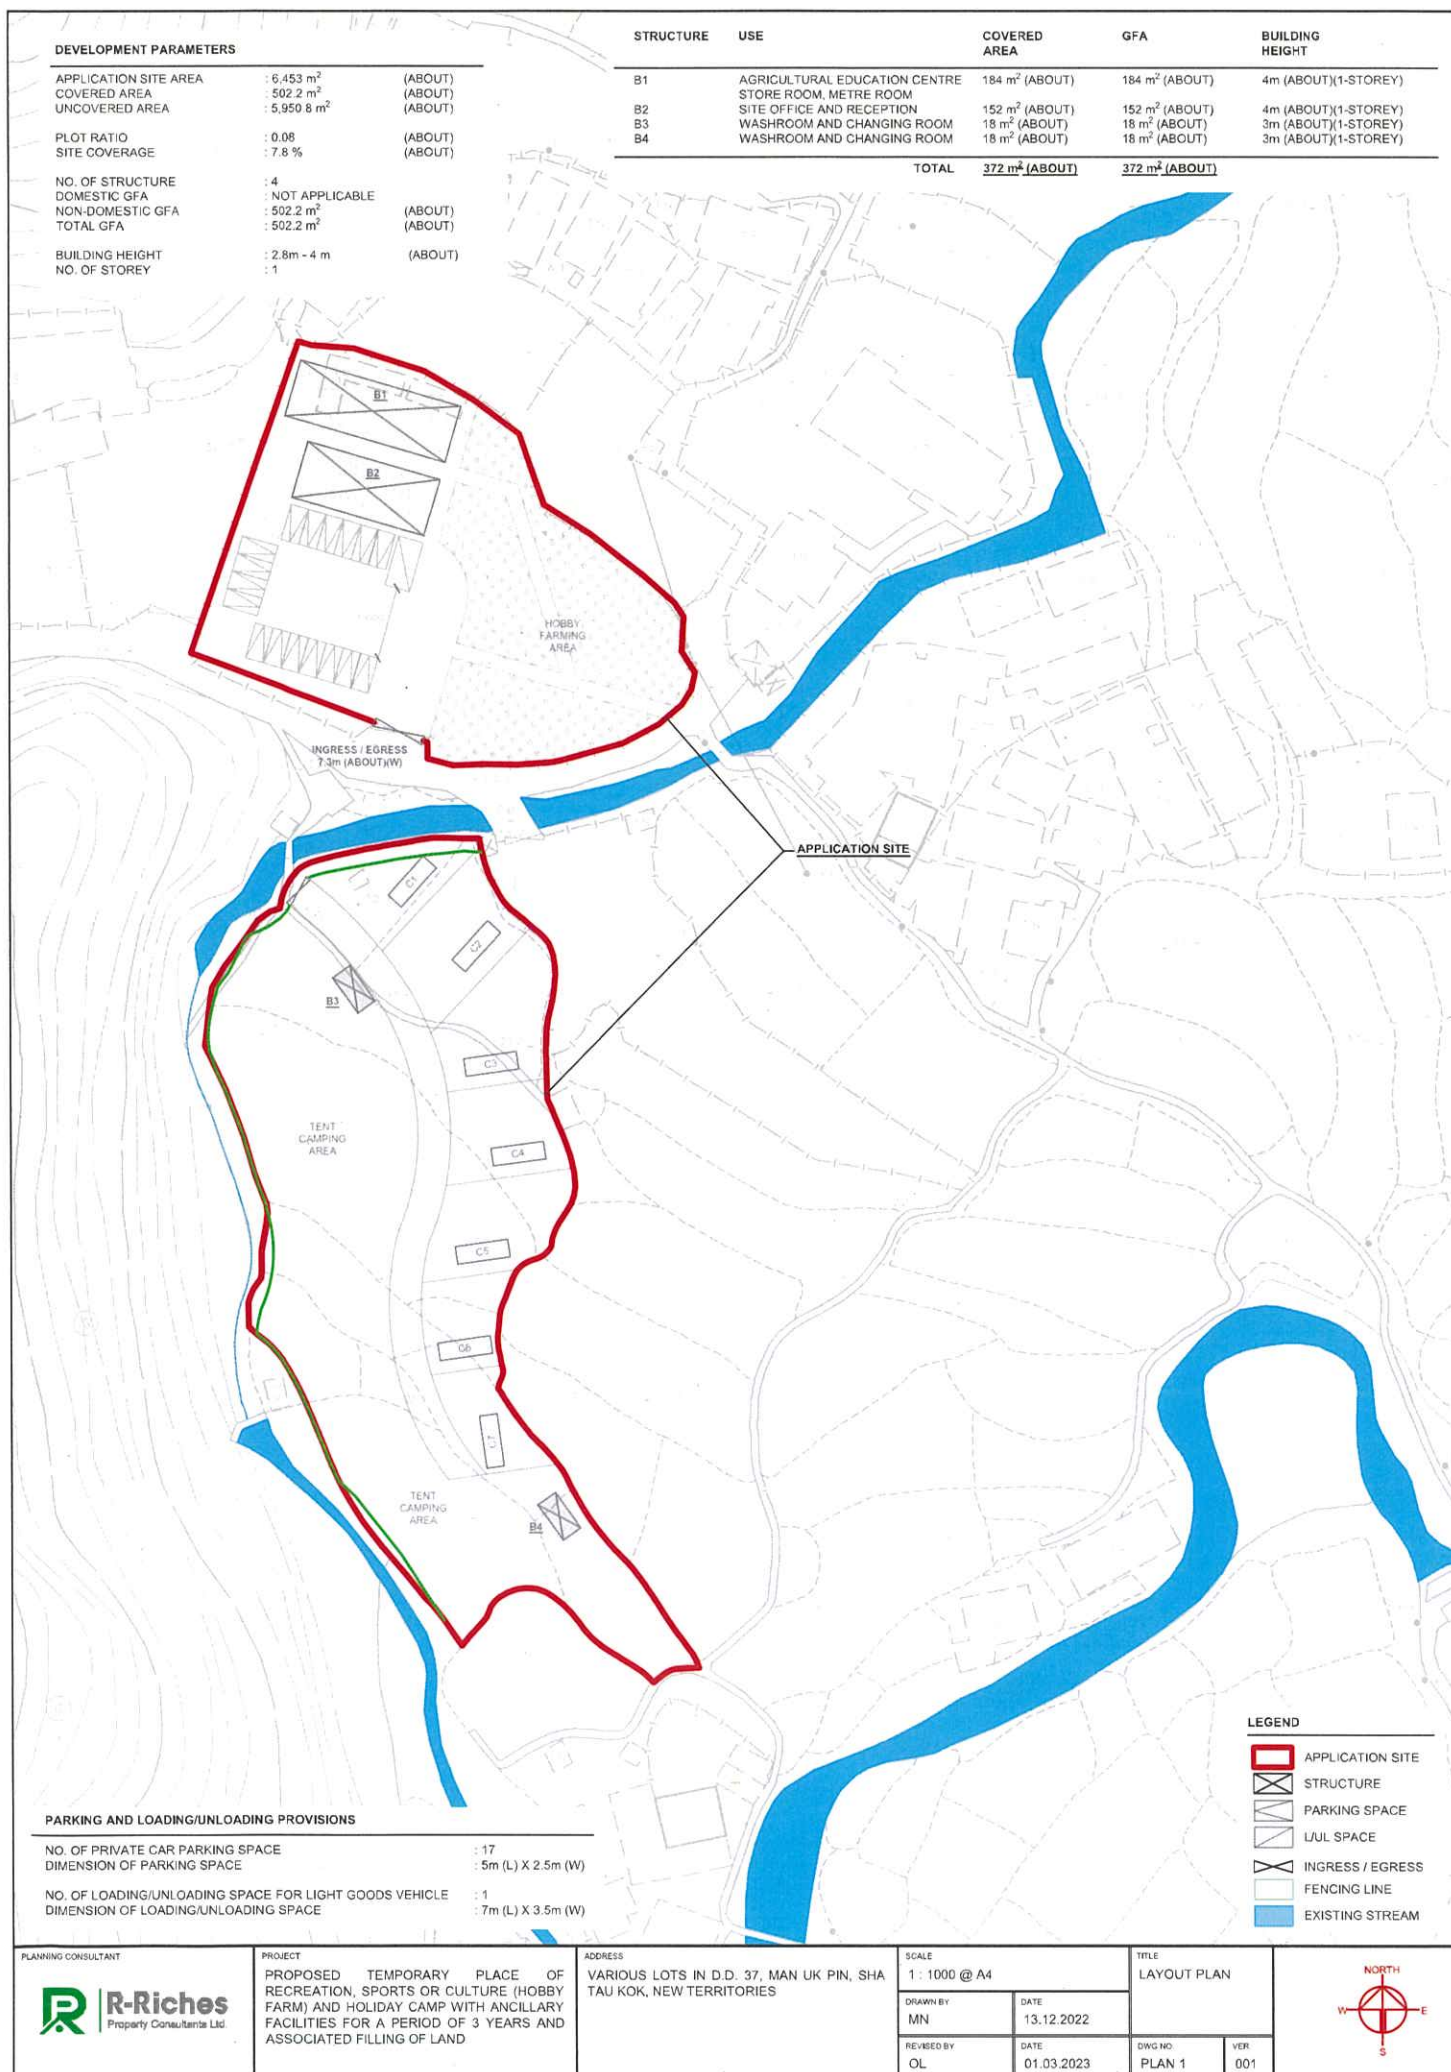 DEVELOPMENT PARAMETERS
APPLICATION SITE AREA : 6,453 m² (ABOUT)
COVERED AREA : 502.2 m² (ABOUT)
UNCOVERED AREA : 5,950.8 m² (ABOUT)
PLOT RATIO : 0.08 (ABOUT)
SITE COVERAGE : 7.8 % (ABOUT)
NO. OF STRUCTURE : 4
DOMESTIC GFA : NOT APPLICABLE
NON-DOMESTIC GFA : 502.2 m² (ABOUT)
TOTAL GFA : 502.2 m² (ABOUT)
BUILDING HEIGHT : 2.8m - 4 m (ABOUT)
NO. OF STOREY : 1
STRUCTURE USE COVERED AREA GFA BUILDING HEIGHT
B1 AGRICULTURAL EDUCATION CENTRE 184 m² (ABOUT) 184 m² (ABOUT) 4m (ABOUT)(1-STOREY)
STORE ROOM, METRE ROOM
B2 SITE OFFICE AND RECEPTION 152 m² (ABOUT) 152 m² (ABOUT) 4m (ABOUT)(1-STOREY)
B3 WASHROOM AND CHANGING ROOM 18 m² (ABOUT) 18 m² (ABOUT) 3m (ABOUT)(1-STOREY)
B4 WASHROOM AND CHANGING ROOM 18 m² (ABOUT) 18 m² (ABOUT) 3m (ABOUT)(1-STOREY)
TOTAL 372 m² (ABOUT) 372 m² (ABOUT)
B1
B2
HOBBY
FARMING
AREA
INGRESS / EGRESS
7.3m (ABOUT)(W)
APPLICATION SITE
C1
C2
B3
C3
TENT
CAMPING
AREA
C4
C5
C6
C7
TENT
CAMPING
AREA
B4
LEGEND
APPLICATION SITE
STRUCTURE
PARKING SPACE
L/UL SPACE
INGRESS / EGRESS
FENCING LINE
EXISTING STREAM
PARKING AND LOADING/UNLOADING PROVISIONS
NO. OF PRIVATE CAR PARKING SPACE : 17
DIMENSION OF PARKING SPACE : 5m (L) X 2.5m (W)
NO. OF LOADING/UNLOADING SPACE FOR LIGHT GOODS VEHICLE : 1
DIMENSION OF LOADING/UNLOADING SPACE : 7m (L) X 3.5m (W)
PLANNING CONSULTANT
R-Riches
Property Consultants Ltd.
PROJECT
PROPOSED TEMPORARY PLACE OF
RECREATION, SPORTS OR CULTURE (HOBBY
FARM) AND HOLIDAY CAMP WITH ANCILLARY
FACILITIES FOR A PERIOD OF 3 YEARS AND
ASSOCIATED FILLING OF LAND
ADDRESS
VARIOUS LOTS IN D.D. 37, MAN UK PIN, SHA
TAU KOK, NEW TERRITORIES
SCALE
1 : 1000 @ A4
DRAWN BY
MN
DATE
13.12.2022
REVISED BY
OL
DATE
01.03.2023
TITLE
LAYOUT PLAN
DWG NO.
PLAN 1
VER
001
NORTH
W
E
S